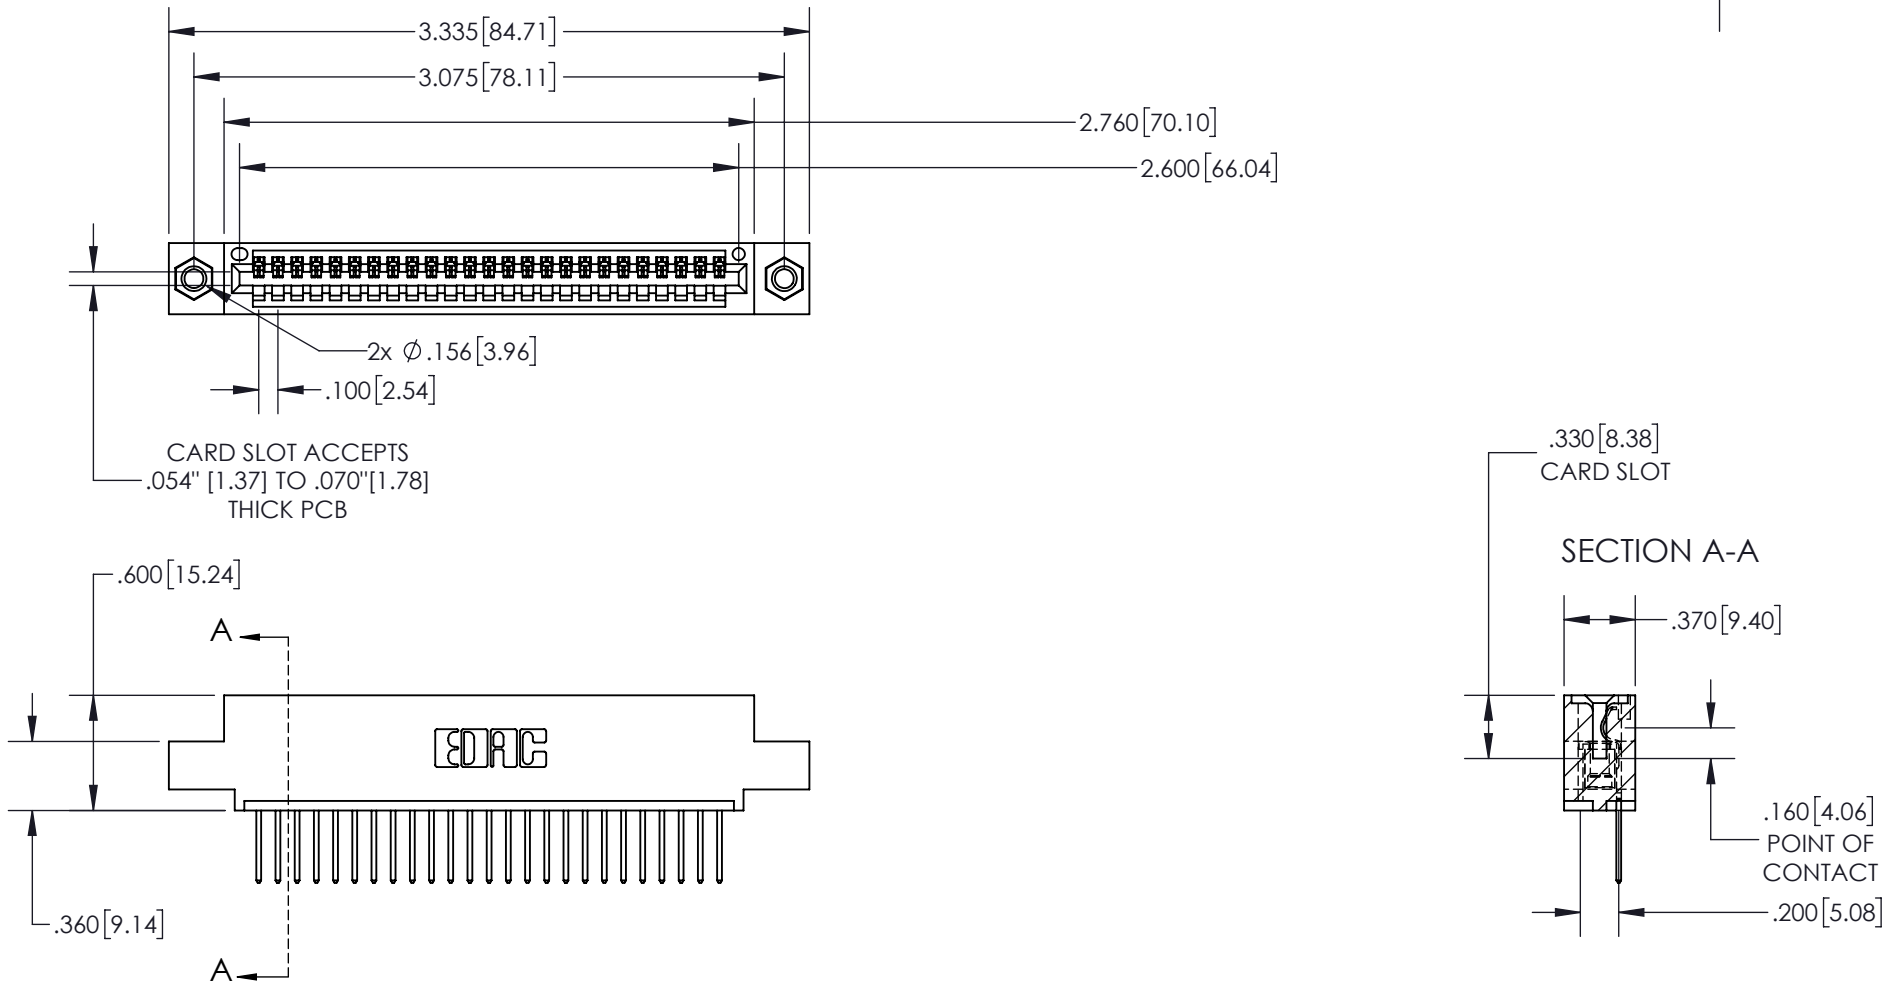 3.335[84.71]
3.075[78.11]
2.760[70.10]
2.600[66.04]
2x Ø.156[3.96]
.100[2.54]
CARD SLOT ACCEPTS
.054" [1.37] TO .070"[1.78]
THICK PCB
.330[8.38]
CARD SLOT
SECTION A-A
.600[15.24]
A
.370[9.40]
EDAC
.160[4.06]
POINT OF
CONTACT
.200[5.08]
.360[9.14]
A